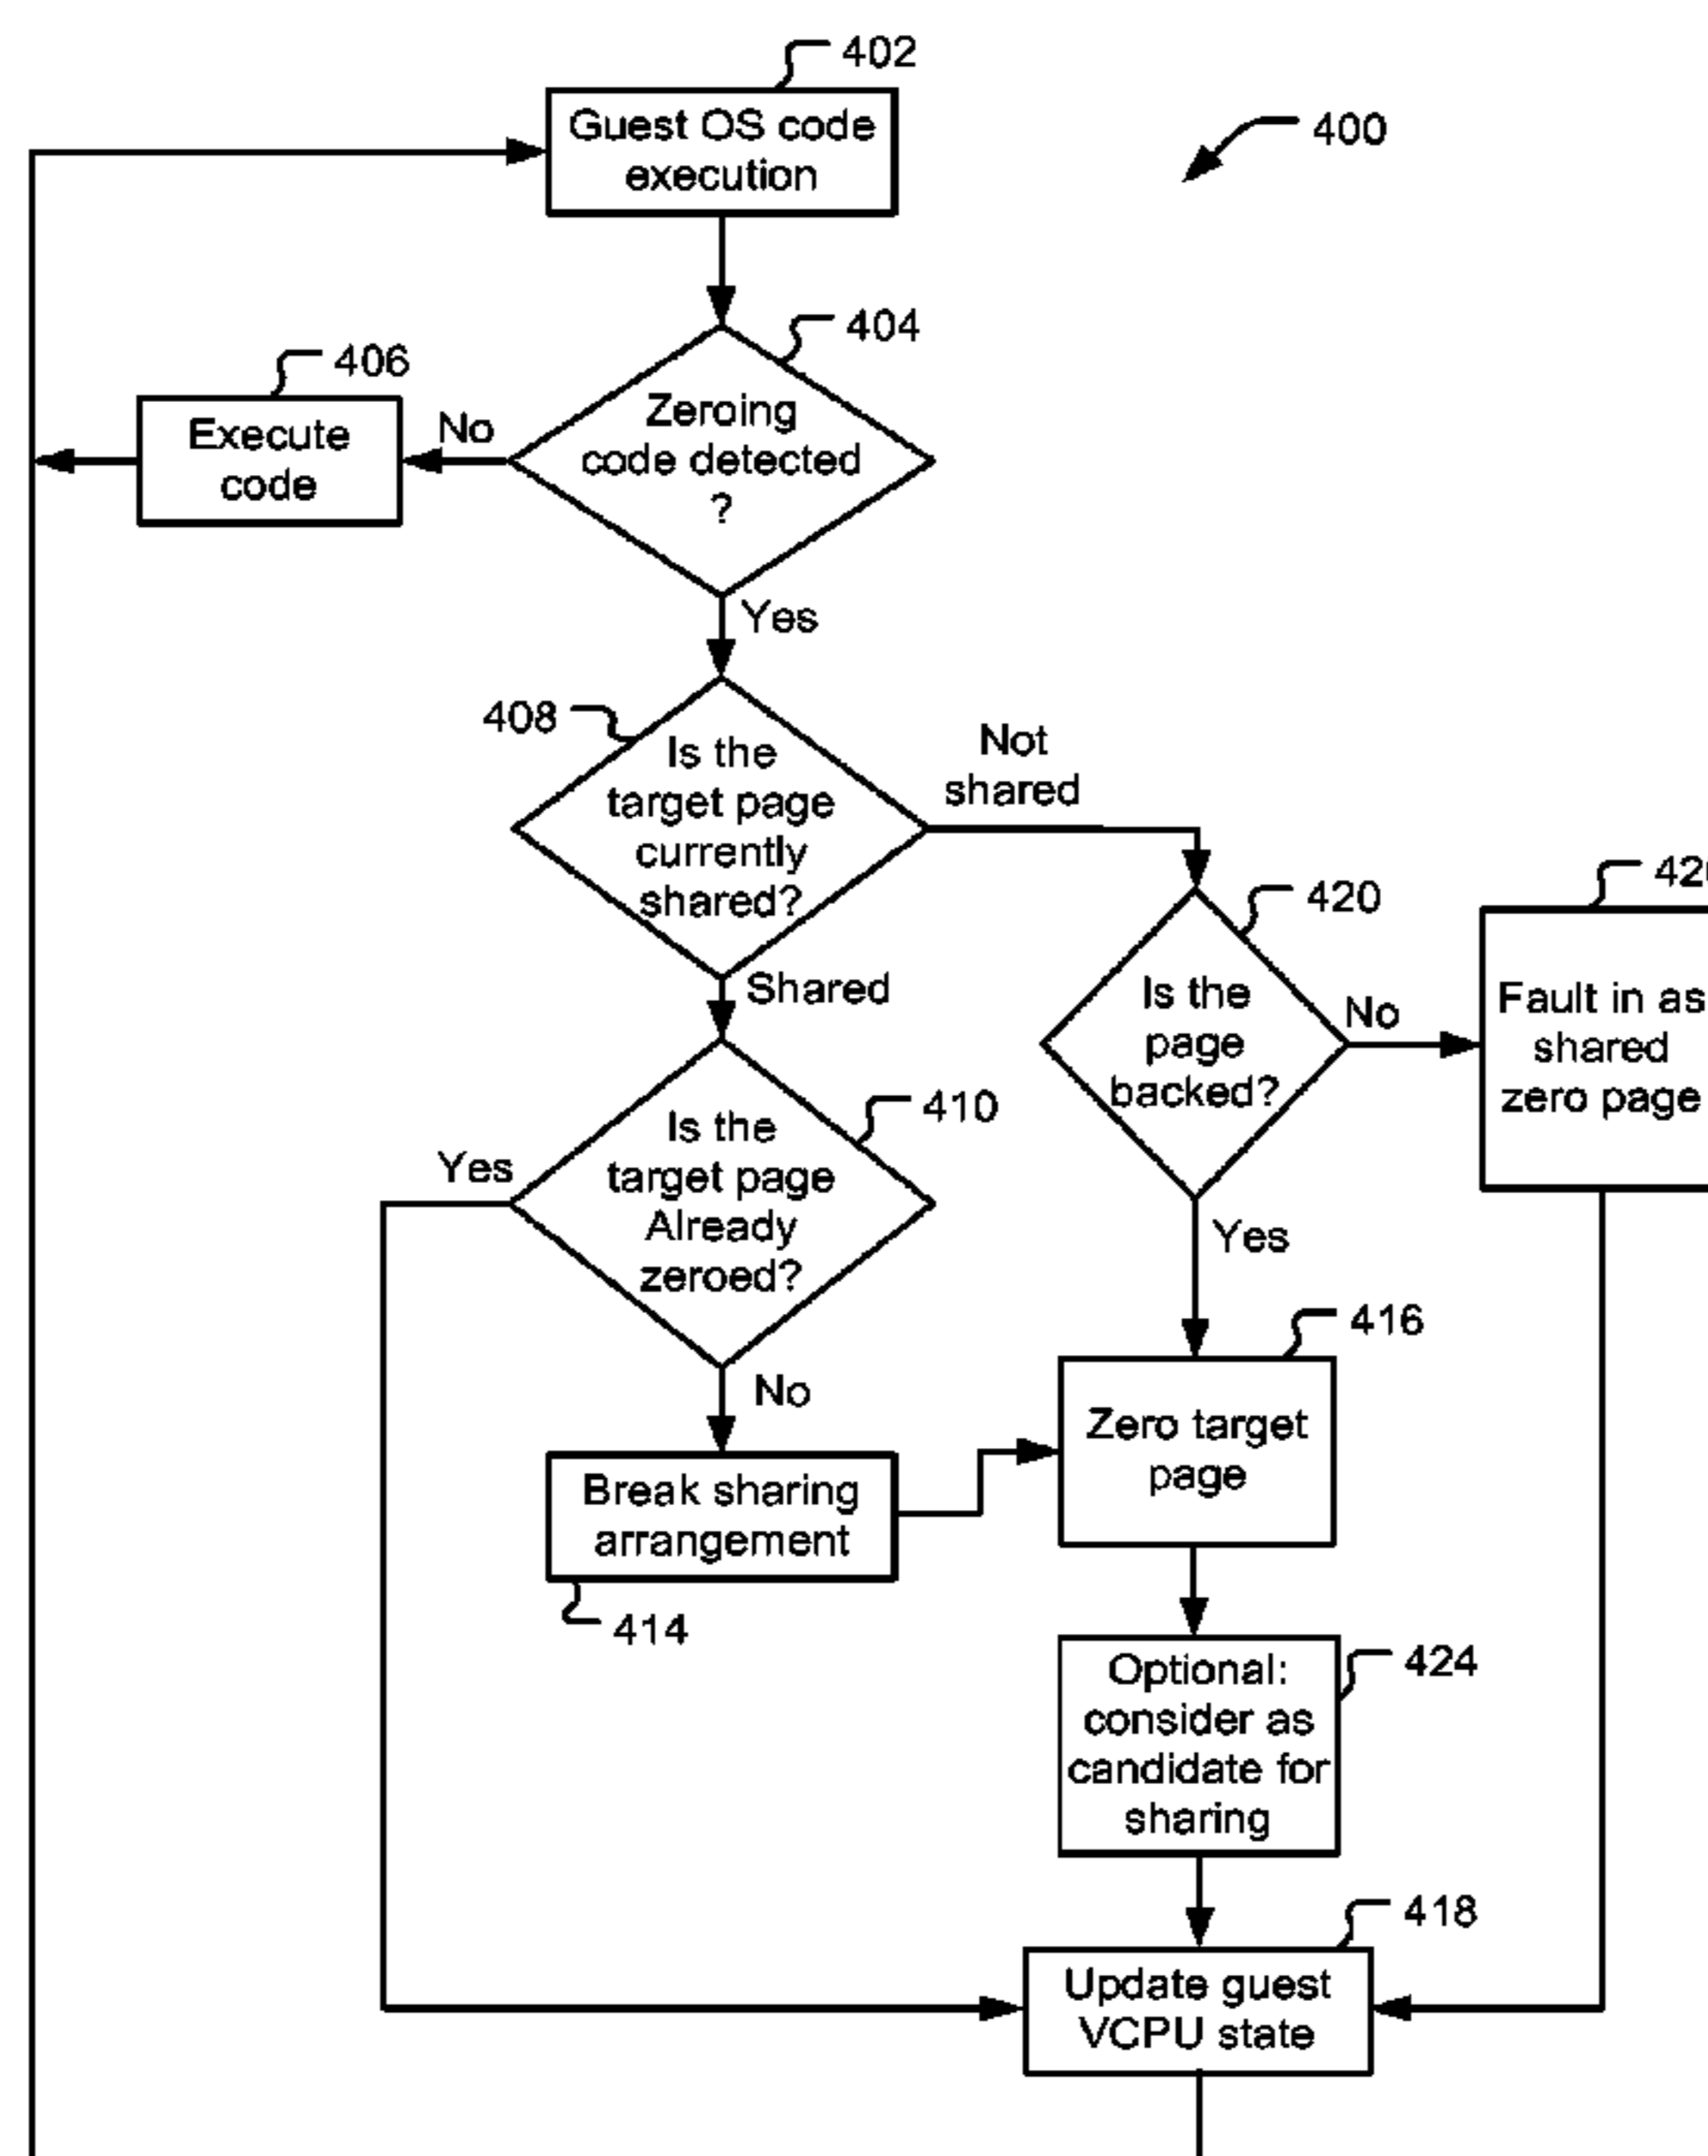 402
Guest OS code
execution
400
404
406
Zeroing
code detected
?
No
Execute
code
Yes
408
Is the
target page
currently
shared?
Not
shared
420
Shared
Is the
page
backed?
No
Fault in as
shared
zero page
410
Is the
target page
Already
zeroed?
Yes
Yes
416
No
Zero target
page
Break sharing
arrangement
414
Optional:
consider as
candidate for
sharing
424
418
Update guest
VCPU state